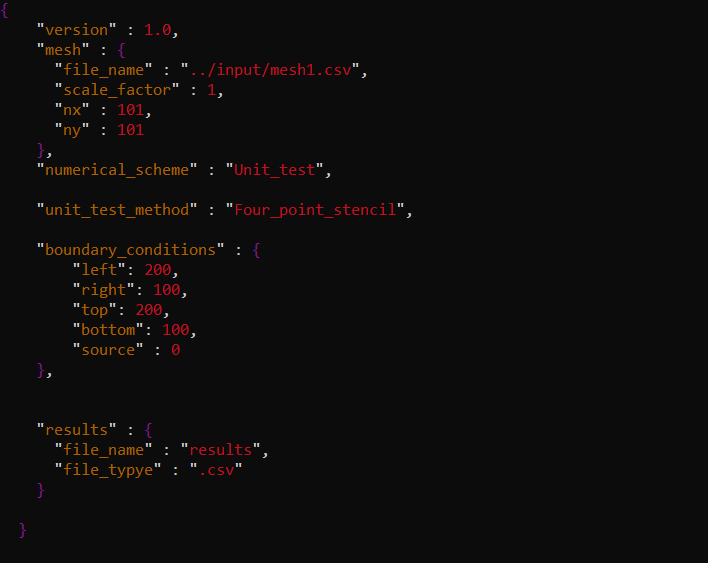 {
"version" : 1.0,
"mesh" : {
"file_name" : "../input/mesh1.csv",
"scale_factor" : 1,
"nx" : 101,
"ny" : 101
},
"numerical_scheme" : "Unit_test",
"unit_test_method" : "Four_point_stencil",
"boundary_conditions" : {
"left": 200,
"right": 100,
"top": 200,
"bottom": 100,
"source" : 0
},
"results" : {
"file_name" : "results",
"file_typye" : ".csv"
}
}